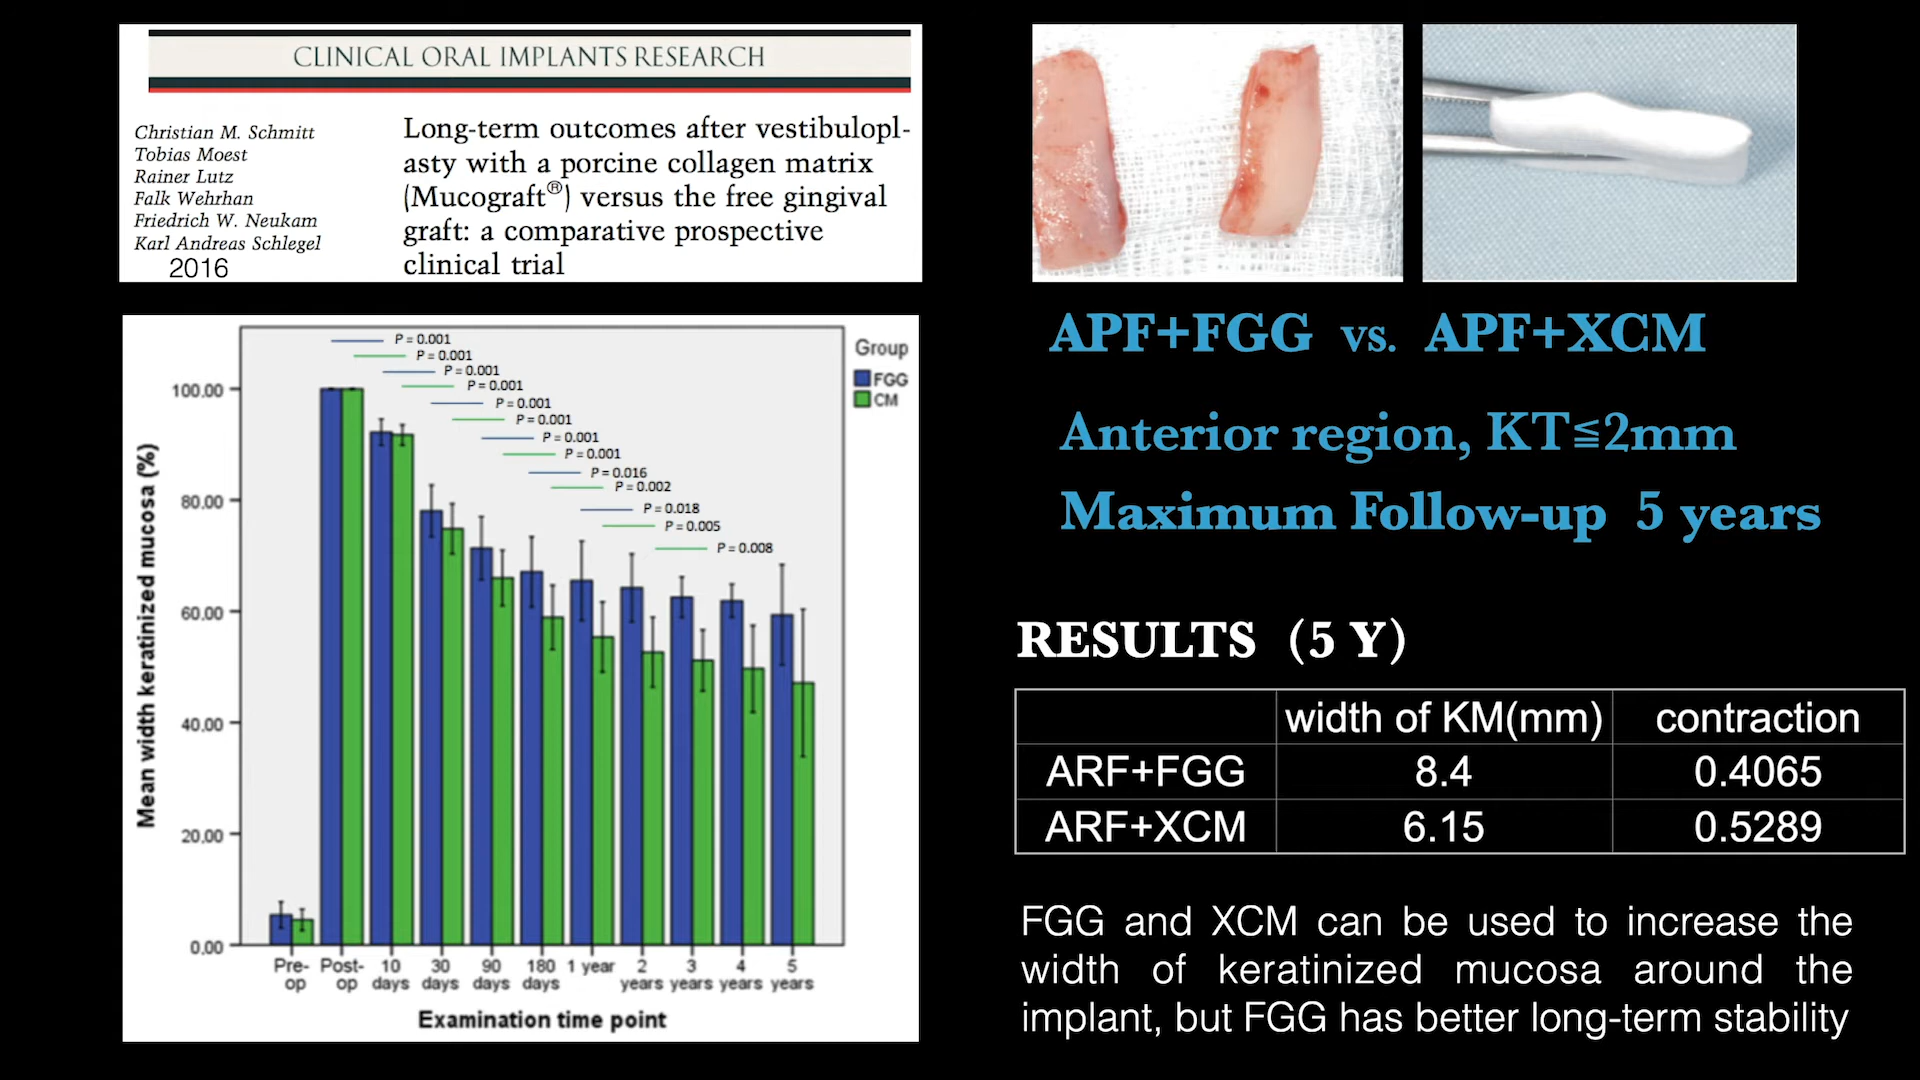 CLINICAL ORAL IMPLANTS RESEARCH
Christian M. Schmitt
Tobias Moest
Rainer Lutz
Falk Wehrhan
Friedrich W. Neukam
Karl Andreas Schlegel
2016
Long-term outcomes after vestibulopl-
asty with a porcine collagen matrix
(Mucograft®) versus the free gingival
graft: a comparative prospective
clinical trial
P = 0.001
P = 0.001
P = 0.001
P = 0.001
P = 0.001
P = 0.001
P = 0.001
P = 0.001
P = 0.016
P = 0.002
P = 0.018
P = 0.005
P = 0.008
Group
FGG
CM
Mean width keratinized mucosa (%)
100.00
80.00
60.00
40.00
20.00
0.00
Pre-op Post-op 10 days 30 days 90 days 180 days 1 year 2 years 3 years 4 years 5 years
Examination time point
APF+FGG vs. APF+XCM
Anterior region, KT≦2mm
Maximum Follow-up 5 years
RESULTS (5 Y)
width of KM(mm) contraction
ARF+FGG 8.4 0.4065
ARF+XCM 6.15 0.5289
FGG and XCM can be used to increase the
width of keratinized mucosa around the
implant, but FGG has better long-term stability